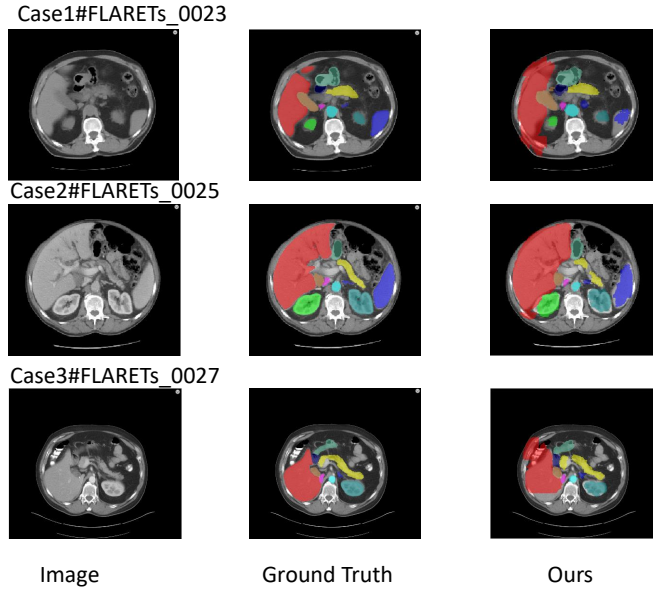 Case1#FLARETs_0023
Case2#FLARETs_0025
Case3#FLARETs_0027
Image Ground Truth Ours